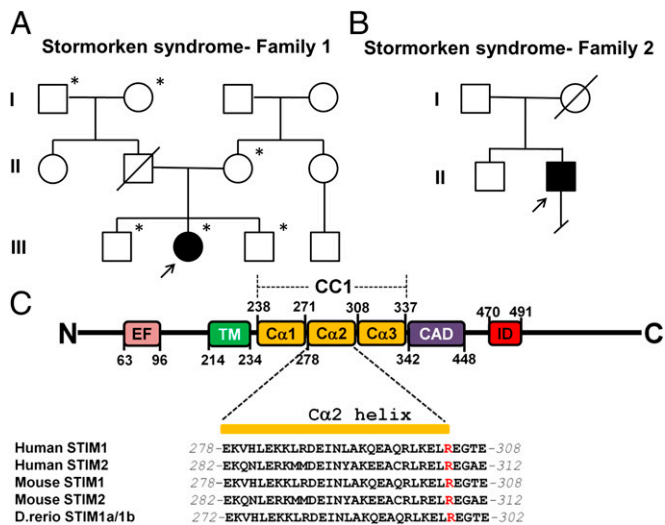 A
Stormorken syndrome- Family 1
B
Stormorken syndrome- Family 2
I
* *
II
*
III
* * *
I
II
C
CC1
238 271 308 337 470 491
N EF TM Cα1 Cα2 Cα3 CAD ID C
63 96 214 234 278 342 448
Cα2 helix
Human STIM1 278-EKVHLEKKLRDEINLAKQEAQRLKELREGTE-308
Human STIM2 282-EKQNLERKMMDEINYAKEEACRLRELREGAE-312
Mouse STIM1 278-EKVHLEKKLRDEINLAKQEAQRLKELREGTE-308
Mouse STIM2 282-EKQNLERKMMDEINYAKEEACRLRELREGAE-312
D.rerio STIM1a/1b 272-EKVHLEKKLRDEINLAKQEAQRLKELREGTE-302